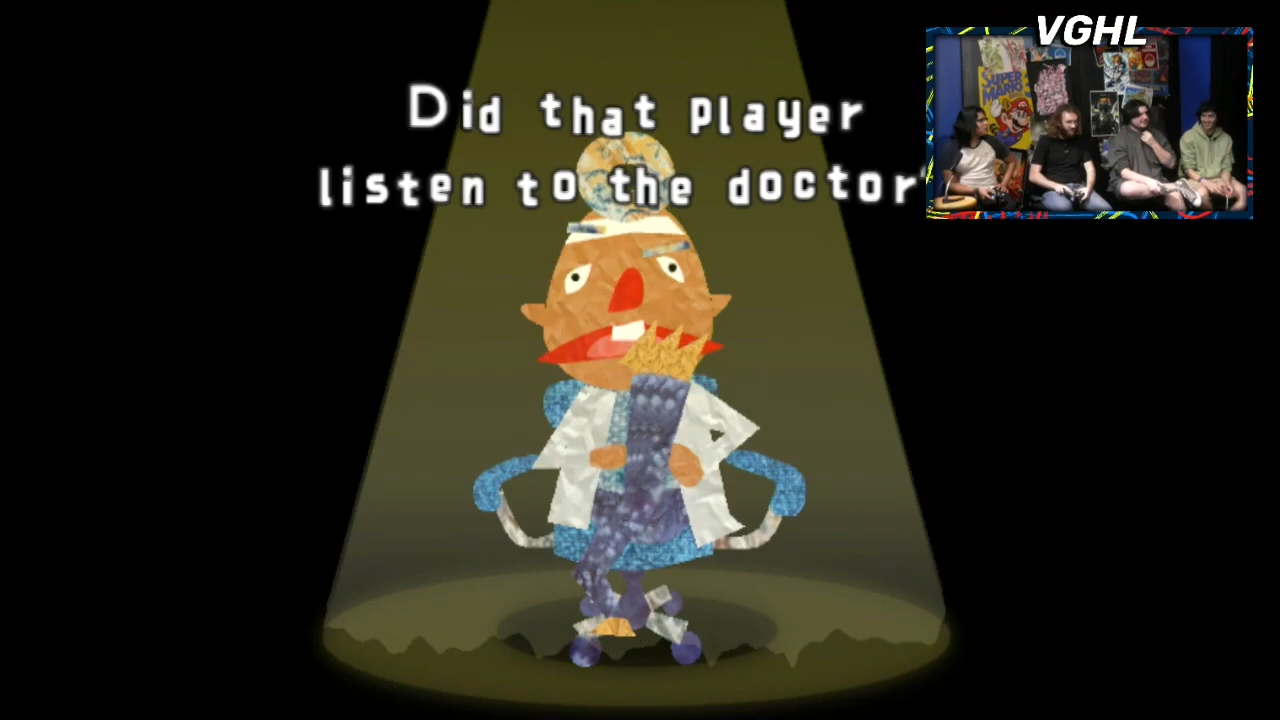 VGHL
Did that Player
listen to the doctor
SUPER
MARIO